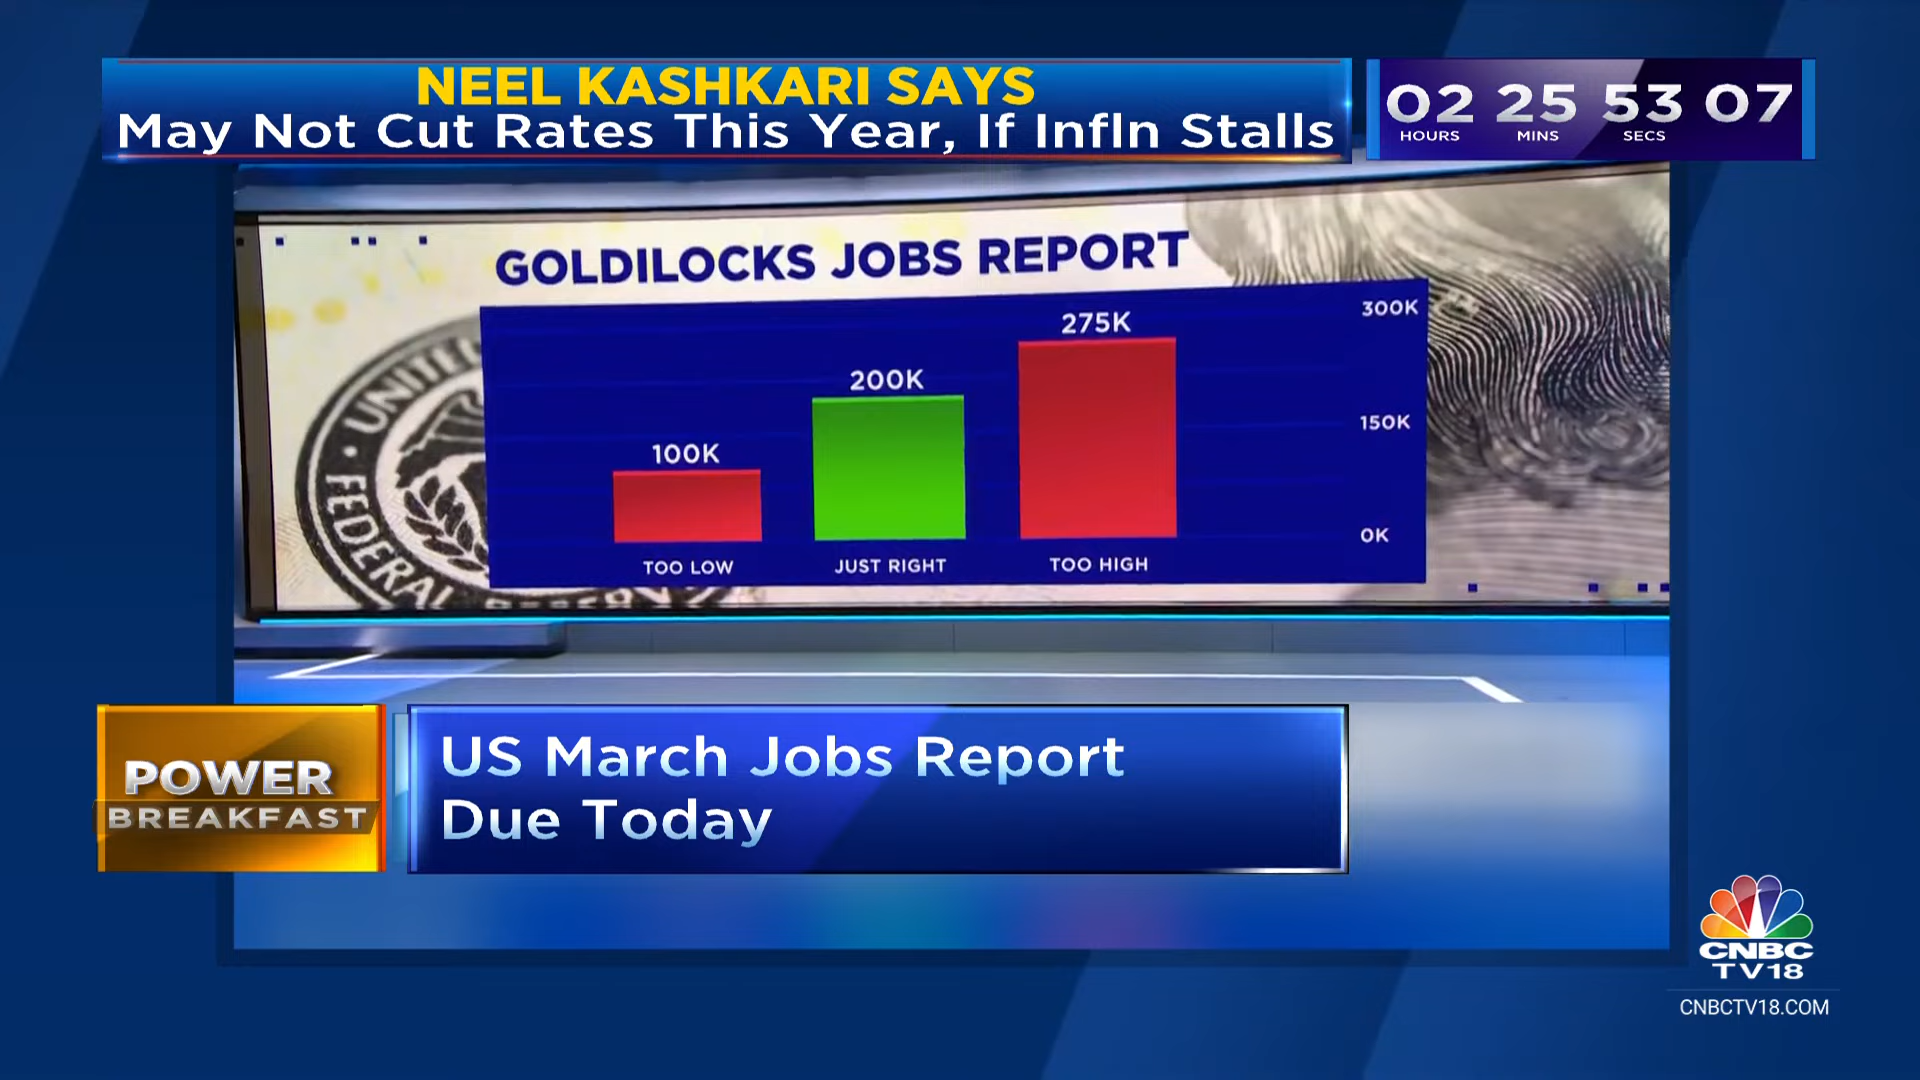 NEEL KASHKARI SAYS
May Not Cut Rates This Year, If Infln Stalls
02 25 53 07
HOURS MINS SECS
GOLDILOCKS JOBS REPORT
300K
275K
200K
150K
100K
0K
TOO LOW JUST RIGHT TOO HIGH
UNITE
FEDERAL
POWER
BREAKFAST
US March Jobs Report
Due Today
CNBC
TV18
CNBCTV18.COM